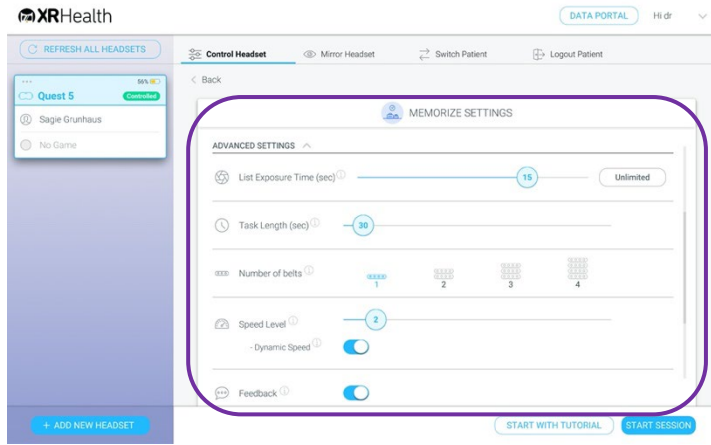 XRHealth
DATA PORTAL
Hi dr
REFRESH ALL HEADSETS
Control Headset
Mirror Headset
Switch Patient
Logout Patient
56%
Quest 5
Controlled
Sagie Grunhaus
No Game
Back
MEMORIZE SETTINGS
ADVANCED SETTINGS
List Exposure Time (sec)
15
Unlimited
Task Length (sec)
30
Number of belts
1
2
3
4
Speed Level
2
- Dynamic Speed
Feedback
+ ADD NEW HEADSET
START WITH TUTORIAL
START SESSION